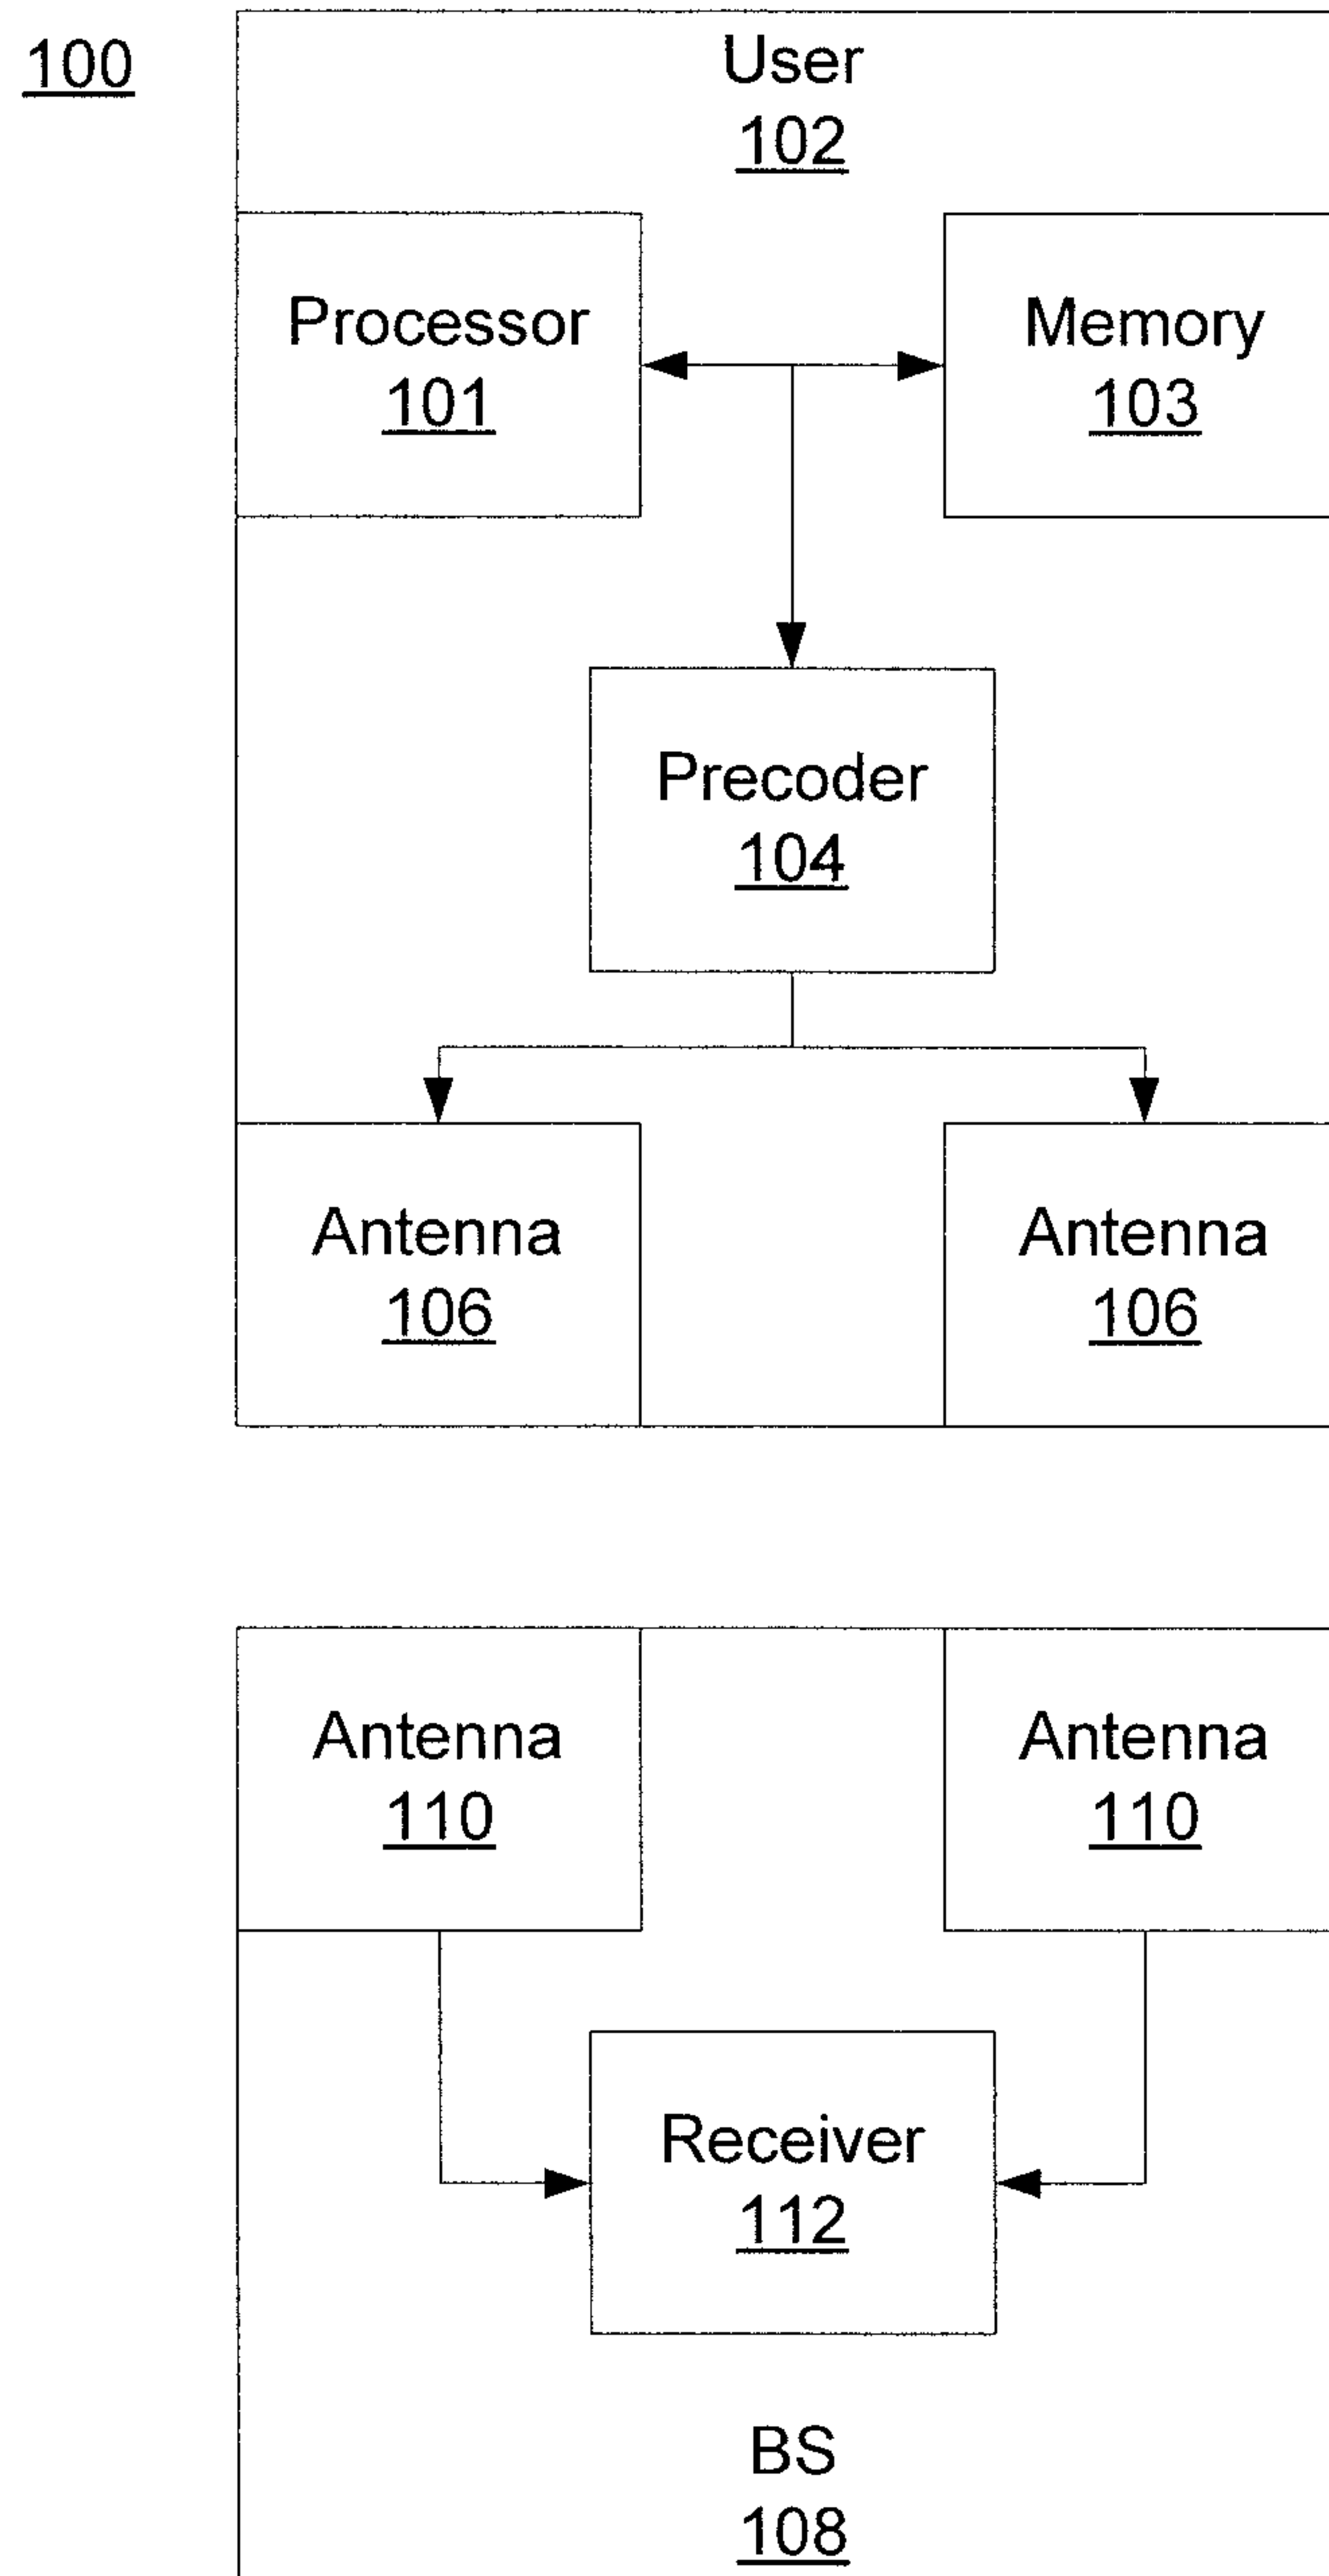 100
User
102
Processor
101
Memory
103
Precoder
104
Antenna
106
Antenna
106
Antenna
110
Antenna
110
Receiver
112
BS
108